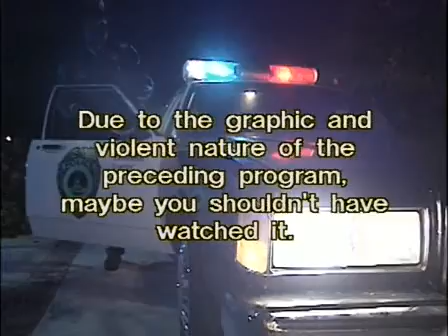 Due to the graphic and
violent nature of the
preceding program,
maybe you shouldn't have
watched it.